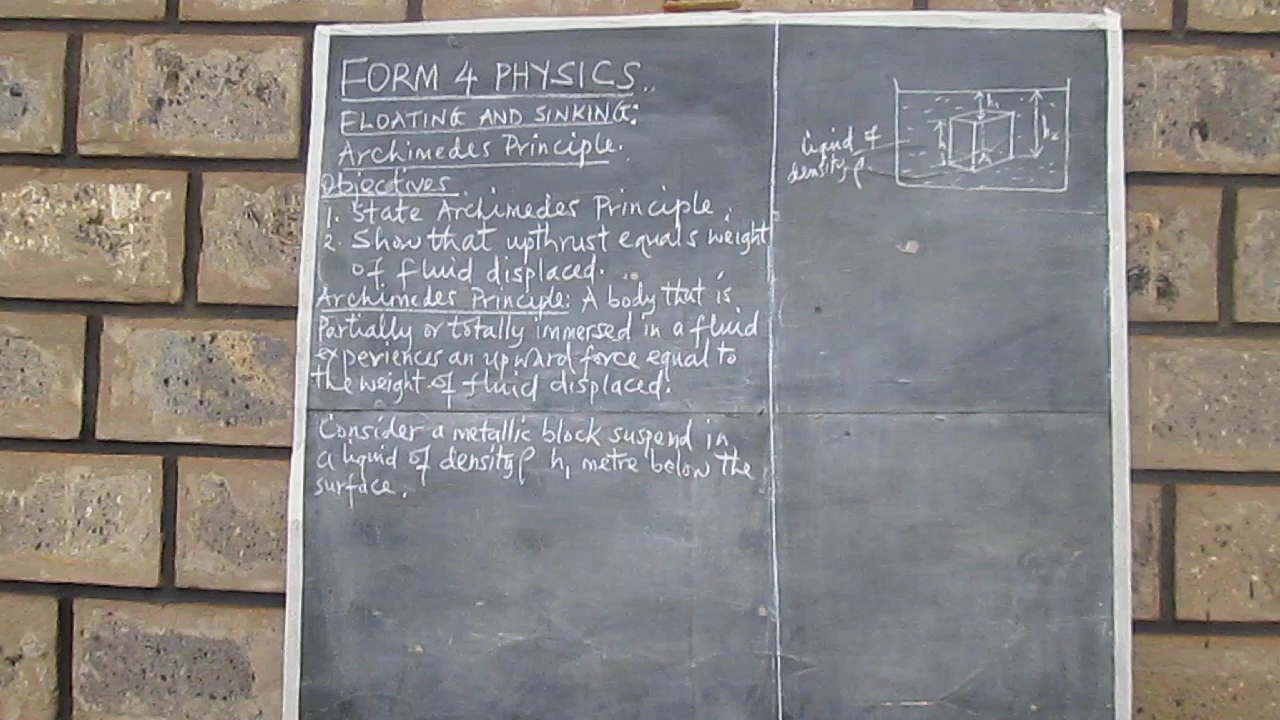 FORM 4 PHYSICS.
FLOATING AND SINKING:
Archimedes Principle.
Objectives.
1. State Archimedes Principle.
2. Show that upthrust equals weight
of fluid displaced.
Archimedes Principle: A body that is
Partially or totally immersed in a fluid
experiences an upward force equal to
the weight of fluid displaced.
Consider a metallic block suspend in
a liquid of density ρ h₁ metre below the
surface.
liquid of
density ρ
h₁
h
A
h₂